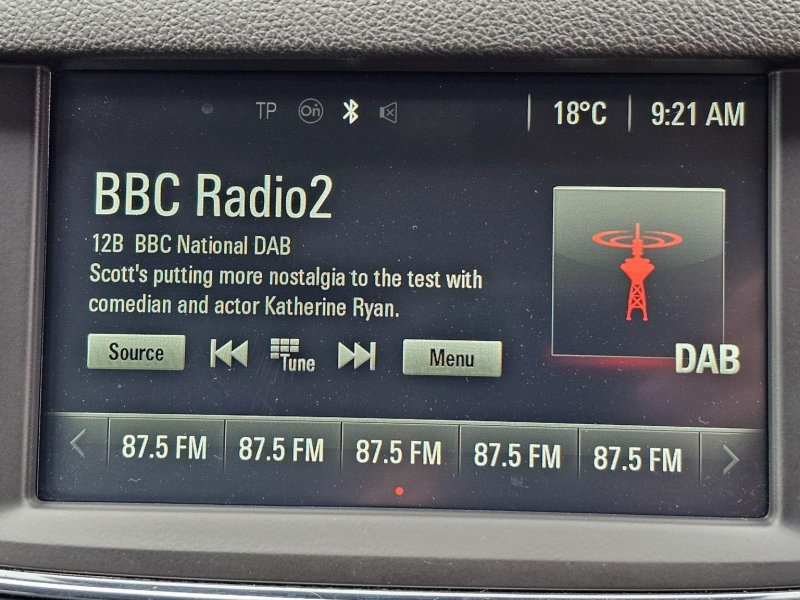 TP On 18°C 9:21 AM
BBC Radio2
12B BBC National DAB
Scott's putting more nostalgia to the test with
comedian and actor Katherine Ryan.
Source Tune Menu
DAB
87.5 FM 87.5 FM 87.5 FM 87.5 FM 87.5 FM